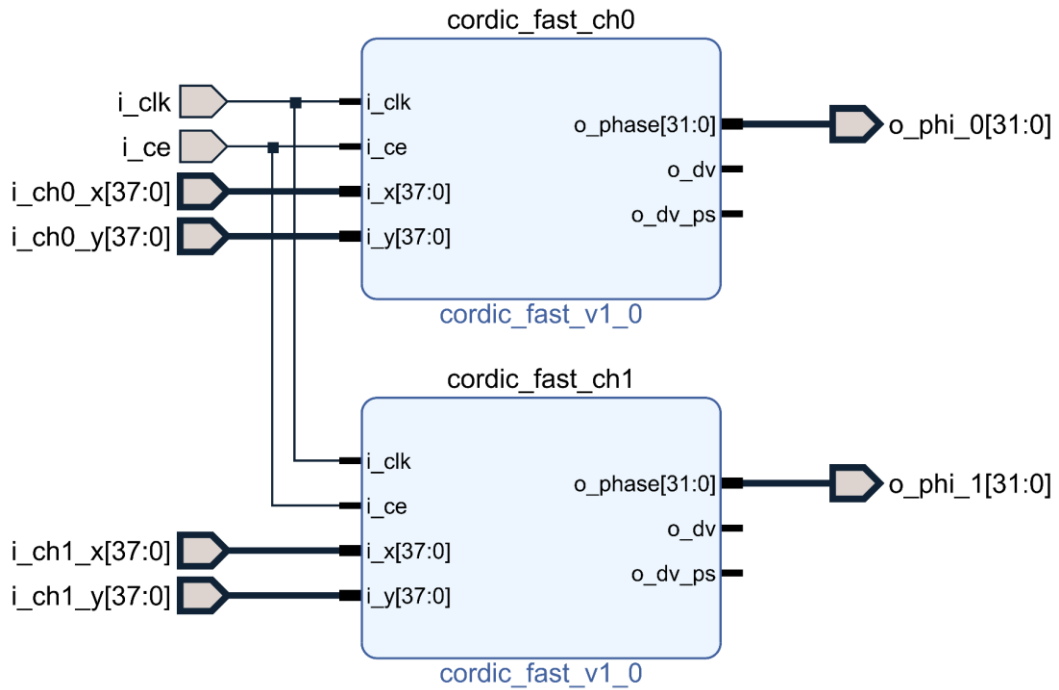 cordic_fast_ch0
i_clk
i_ce
i_ch0_x[37:0]
i_ch0_y[37:0]
i_clk
i_ce
i_x[37:0]
i_y[37:0]
o_phase[31:0]
o_dv
o_dv_ps
o_phi_0[31:0]
cordic_fast_v1_0
cordic_fast_ch1
i_ch1_x[37:0]
i_ch1_y[37:0]
i_clk
i_ce
i_x[37:0]
i_y[37:0]
o_phase[31:0]
o_dv
o_dv_ps
o_phi_1[31:0]
cordic_fast_v1_0